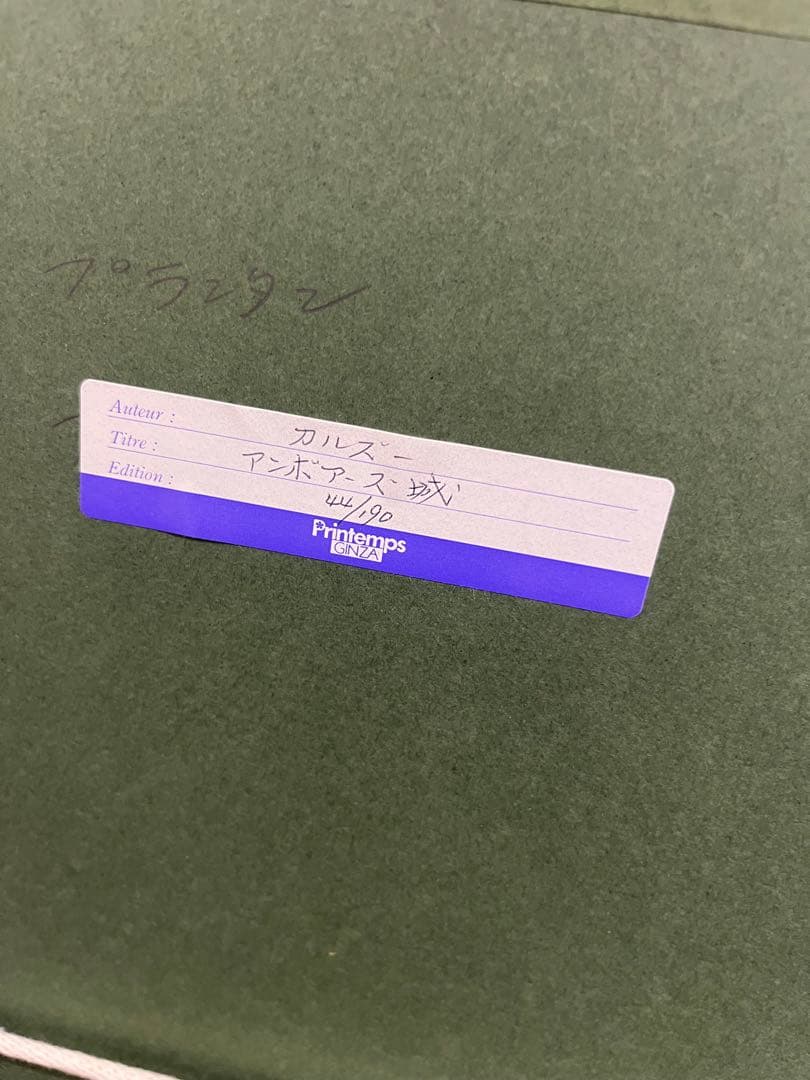 プランタン
Auteur : カルズー
Titre : アンボアーズ城
Edition : 44/190
Printemps
GINZA